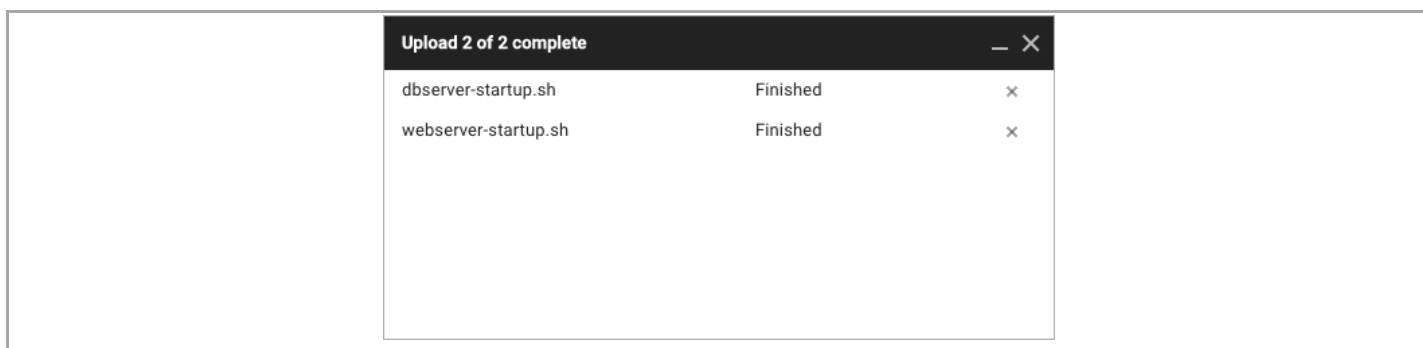 Upload 2 of 2 complete
dbserver-startup.sh Finished
webserver-startup.sh Finished